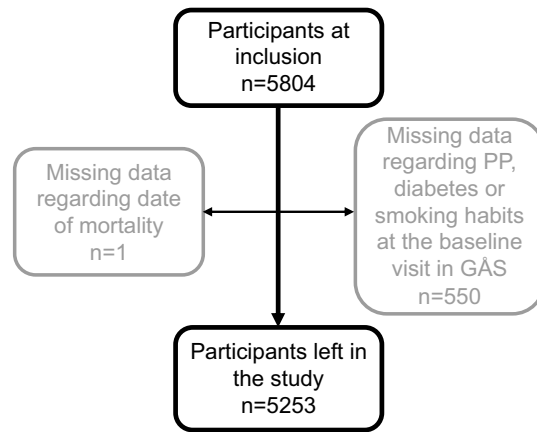 Participants at
inclusion
n=5804
Missing data
regarding date
of mortality
n=1
Missing data
regarding PP,
diabetes or
smoking habits
at the baseline
visit in GÅS
n=550
Participants left in
the study
n=5253